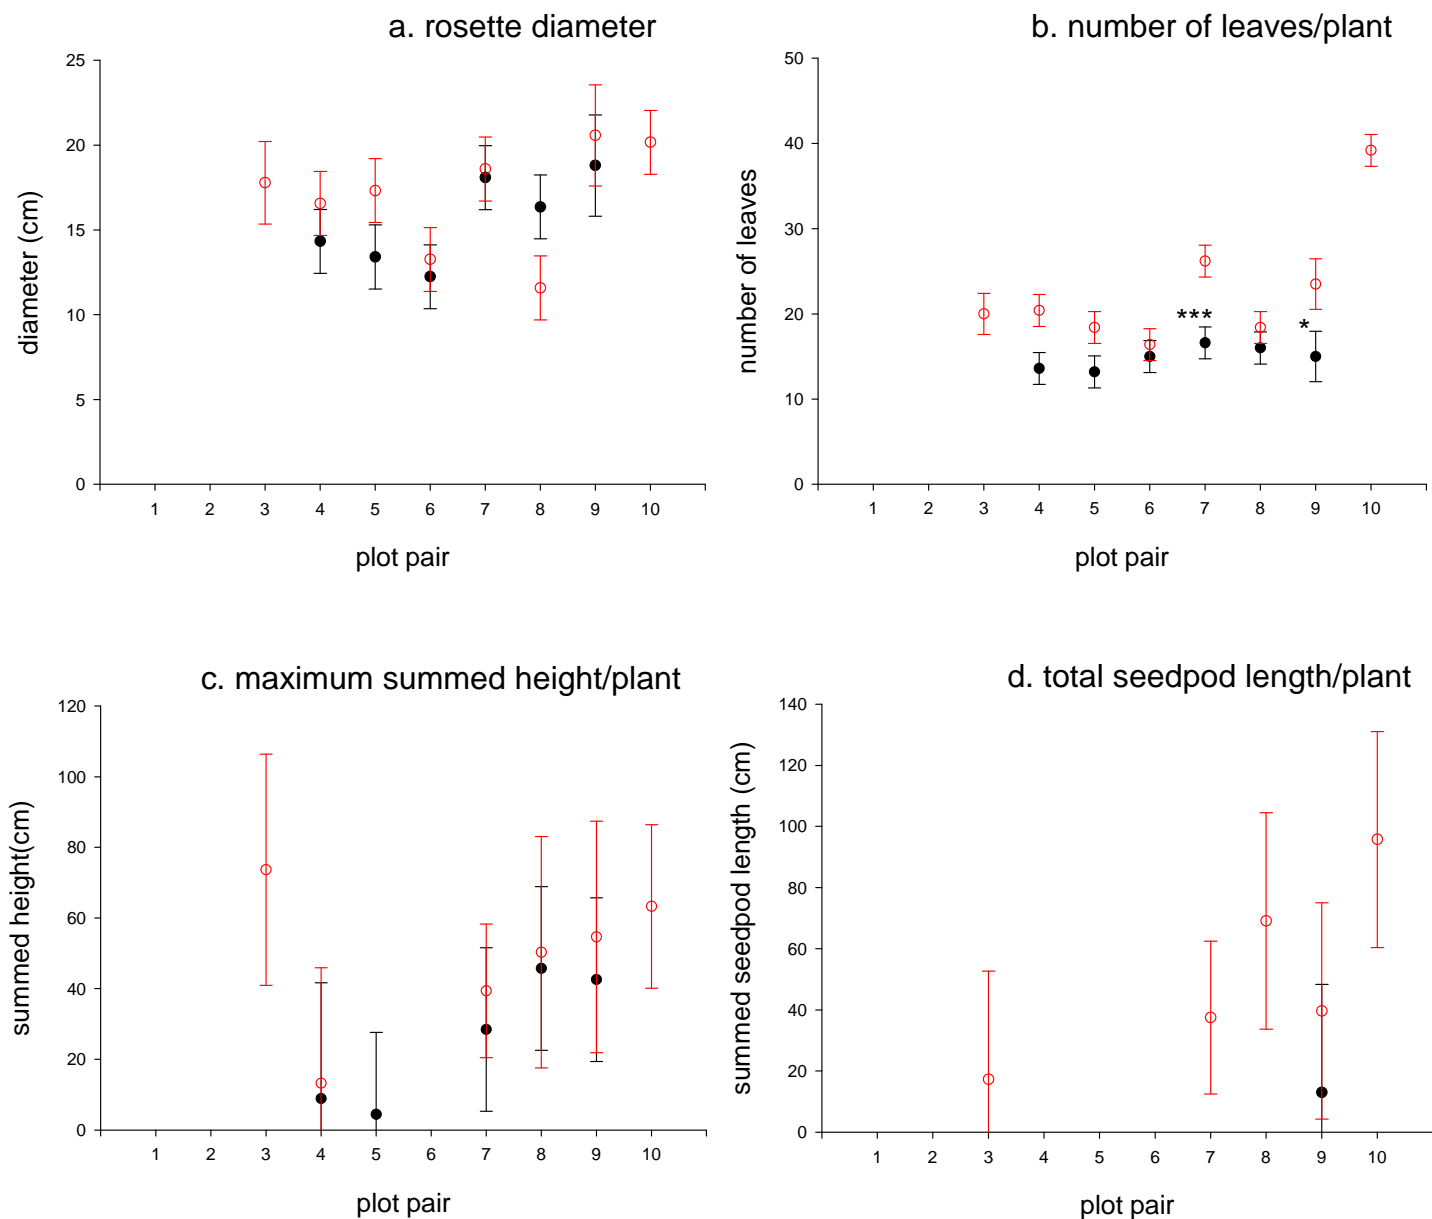 a. rosette diameter
25
20
15
10
5
0
diameter (cm)
1 2 3 4 5 6 7 8 9 10
plot pair
b. number of leaves/plant
50
40
30
20
10
0
number of leaves
***
*
1 2 3 4 5 6 7 8 9 10
plot pair
c. maximum summed height/plant
120
100
80
60
40
20
0
summed height(cm)
1 2 3 4 5 6 7 8 9 10
plot pair
d. total seedpod length/plant
140
120
100
80
60
40
20
0
summed seedpod length (cm)
1 2 3 4 5 6 7 8 9 10
plot pair